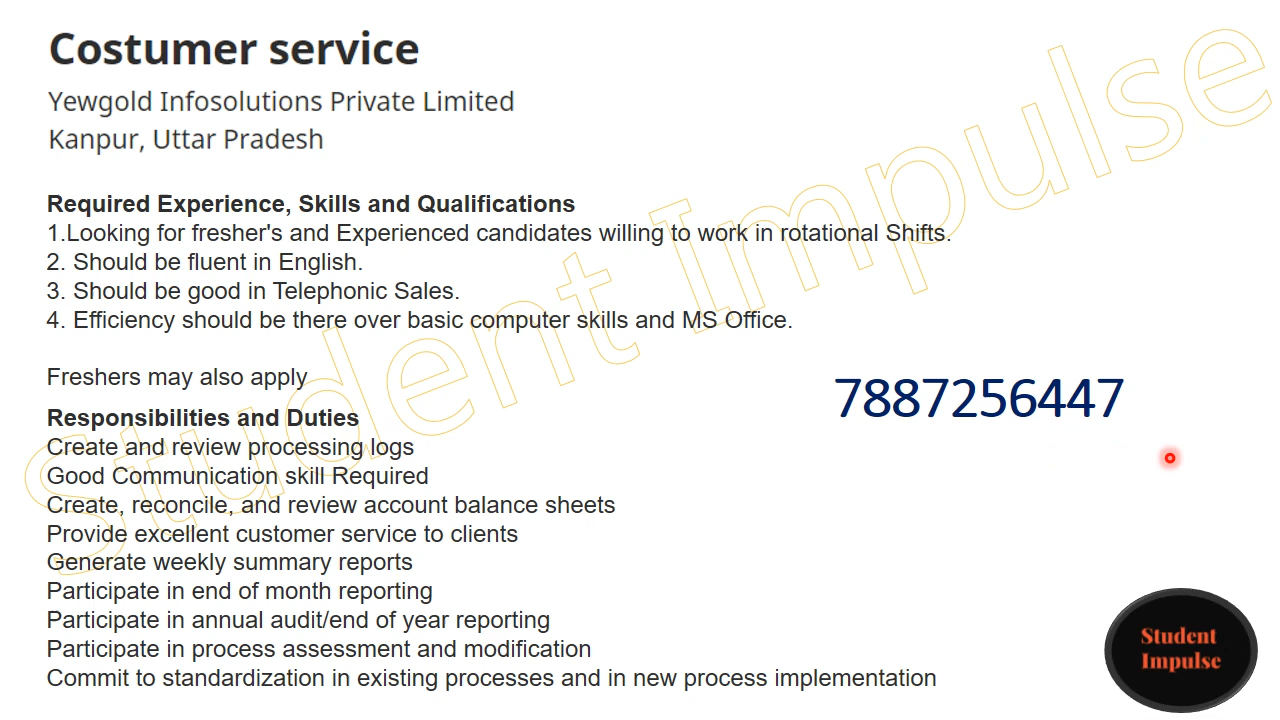 Costumer service
Yewgold Infosolutions Private Limited
Kanpur, Uttar Pradesh
Required Experience, Skills and Qualifications
1.Looking for fresher's and Experienced candidates willing to work in rotational Shifts.
2. Should be fluent in English.
3. Should be good in Telephonic Sales.
4. Efficiency should be there over basic computer skills and MS Office.
Freshers may also apply
7887256447
Responsibilities and Duties
Create and review processing logs
Good Communication skill Required
Create, reconcile, and review account balance sheets
Provide excellent customer service to clients
Generate weekly summary reports
Participate in end of month reporting
Participate in annual audit/end of year reporting
Participate in process assessment and modification
Commit to standardization in existing processes and in new process implementation
Student Impulse
Student
Impulse